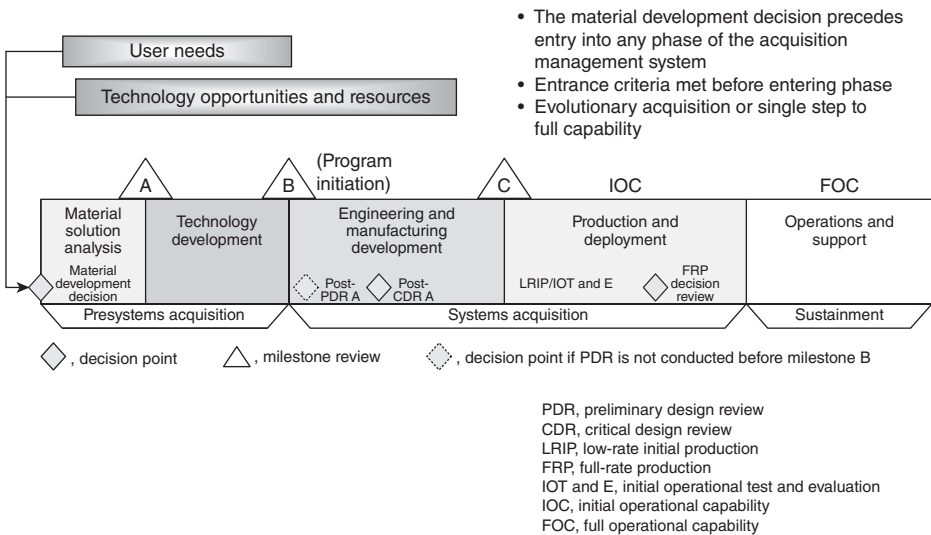 • The material development decision precedes
entry into any phase of the acquisition
management system
• Entrance criteria met before entering phase
• Evolutionary acquisition or single step to
full capability
User needs
Technology opportunities and resources
A
B
(Program
initiation)
C
IOC
FOC
Material
solution
analysis
Material
development
decision
Technology
development
Engineering and
manufacturing
development
Post-
PDR A
Post-
CDR A
Production and
deployment
LRIP/IOT and E
FRP
decision
review
Operations and
support
Presystems acquisition
Systems acquisition
Sustainment
, decision point
, milestone review
, decision point if PDR is not conducted before milestone B
PDR, preliminary design review
CDR, critical design review
LRIP, low-rate initial production
FRP, full-rate production
IOT and E, initial operational test and evaluation
IOC, initial operational capability
FOC, full operational capability